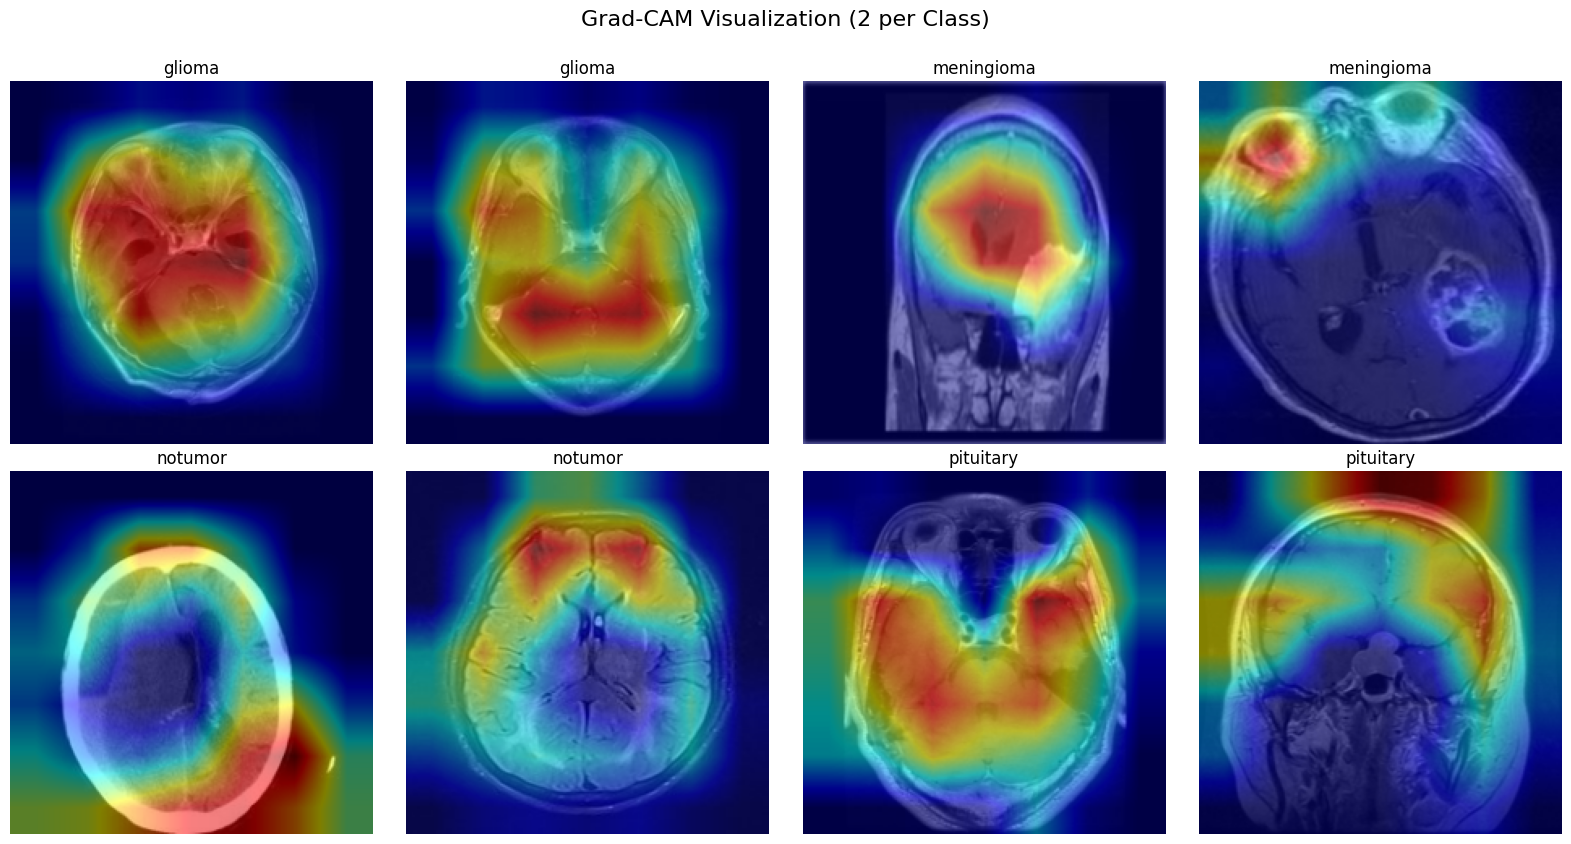 Grad-CAM Visualization (2 per Class)
glioma glioma meningioma meningioma
notumor notumor pituitary pituitary